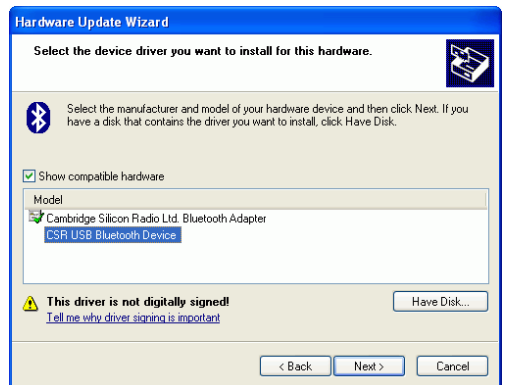 Hardware Update Wizard
Select the device driver you want to install for this hardware.
Select the manufacturer and model of your hardware device and then click Next. If you
have a disk that contains the driver you want to install, click Have Disk.
Show compatible hardware
Model
Cambridge Silicon Radio Ltd. Bluetooth Adapter
CSR USB Bluetooth Device
This driver is not digitally signed!
Have Disk...
Tell me why driver signing is important
< Back
Next >
Cancel